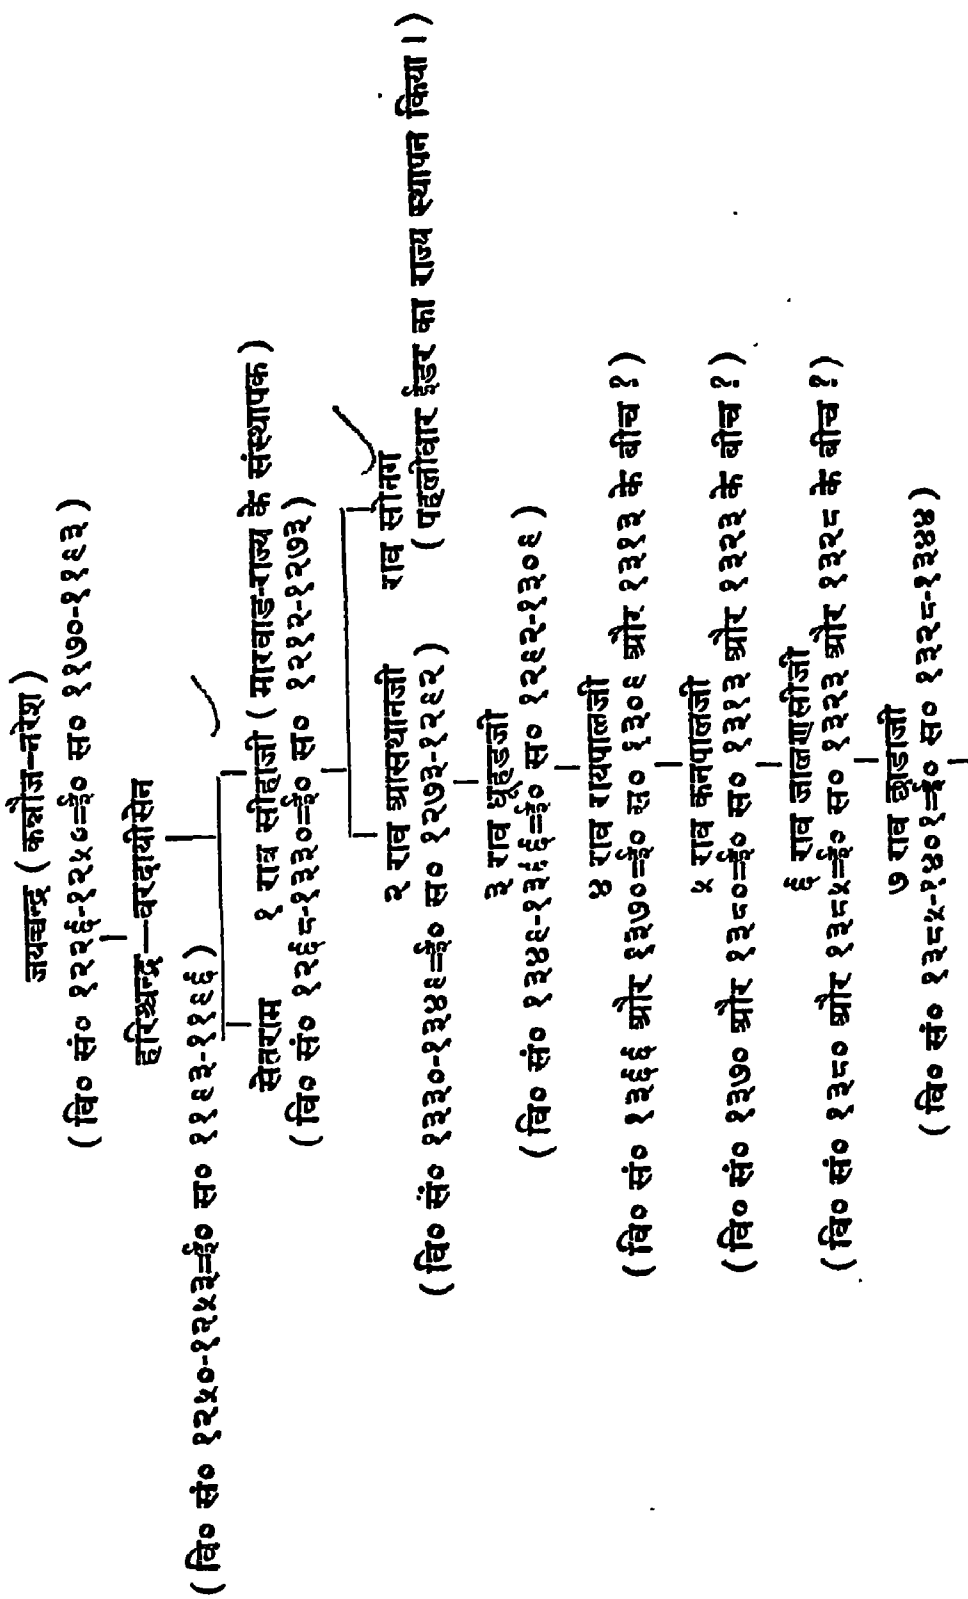 जयचन्द्र ( कन्नौज-नरेश )
( वि० सं० १२२६-१२५०=ई० स० ११७०-११९३ )
हरिश्चन्द्र—वरदायीसेन
( वि० सं० १२५०-१२५३=ई० स० ११९३-११९६ )
सेतराम १ राव सीहाजी ( मारवाड-राज्य के संस्थापक )
( वि० सं० १२६८-१३३०=ई० स० १२१२-१२७३ )
२ राव आसथानजी राव सोनग
( वि० सं० १३३०-१३४९=ई० स० १२७३-१२९२ ) ( पहलीवार ईडर का राज्य स्थापन किया । )
३ राव धूहडजी
( वि० सं० १३४९-१३६६=ई० स० १२९२-१३०९ )
४ राव रायपालजी
( वि० सं० १३६६ और १३७०=ई० स० १३०९ और १३१३ के बीच ? )
५ राव कनपालजी
( वि० सं० १३७० और १३८०=ई० स० १३१३ और १३२३ के बीच ? )
६ राव जालणसीजी
( वि० सं० १३८० और १३८५=ई० स० १३२३ और १३२८ के बीच ? )
७ राव छाडाजी
( वि० सं० १३८५-१४०१=ई० स० १३२८-१३४४ )